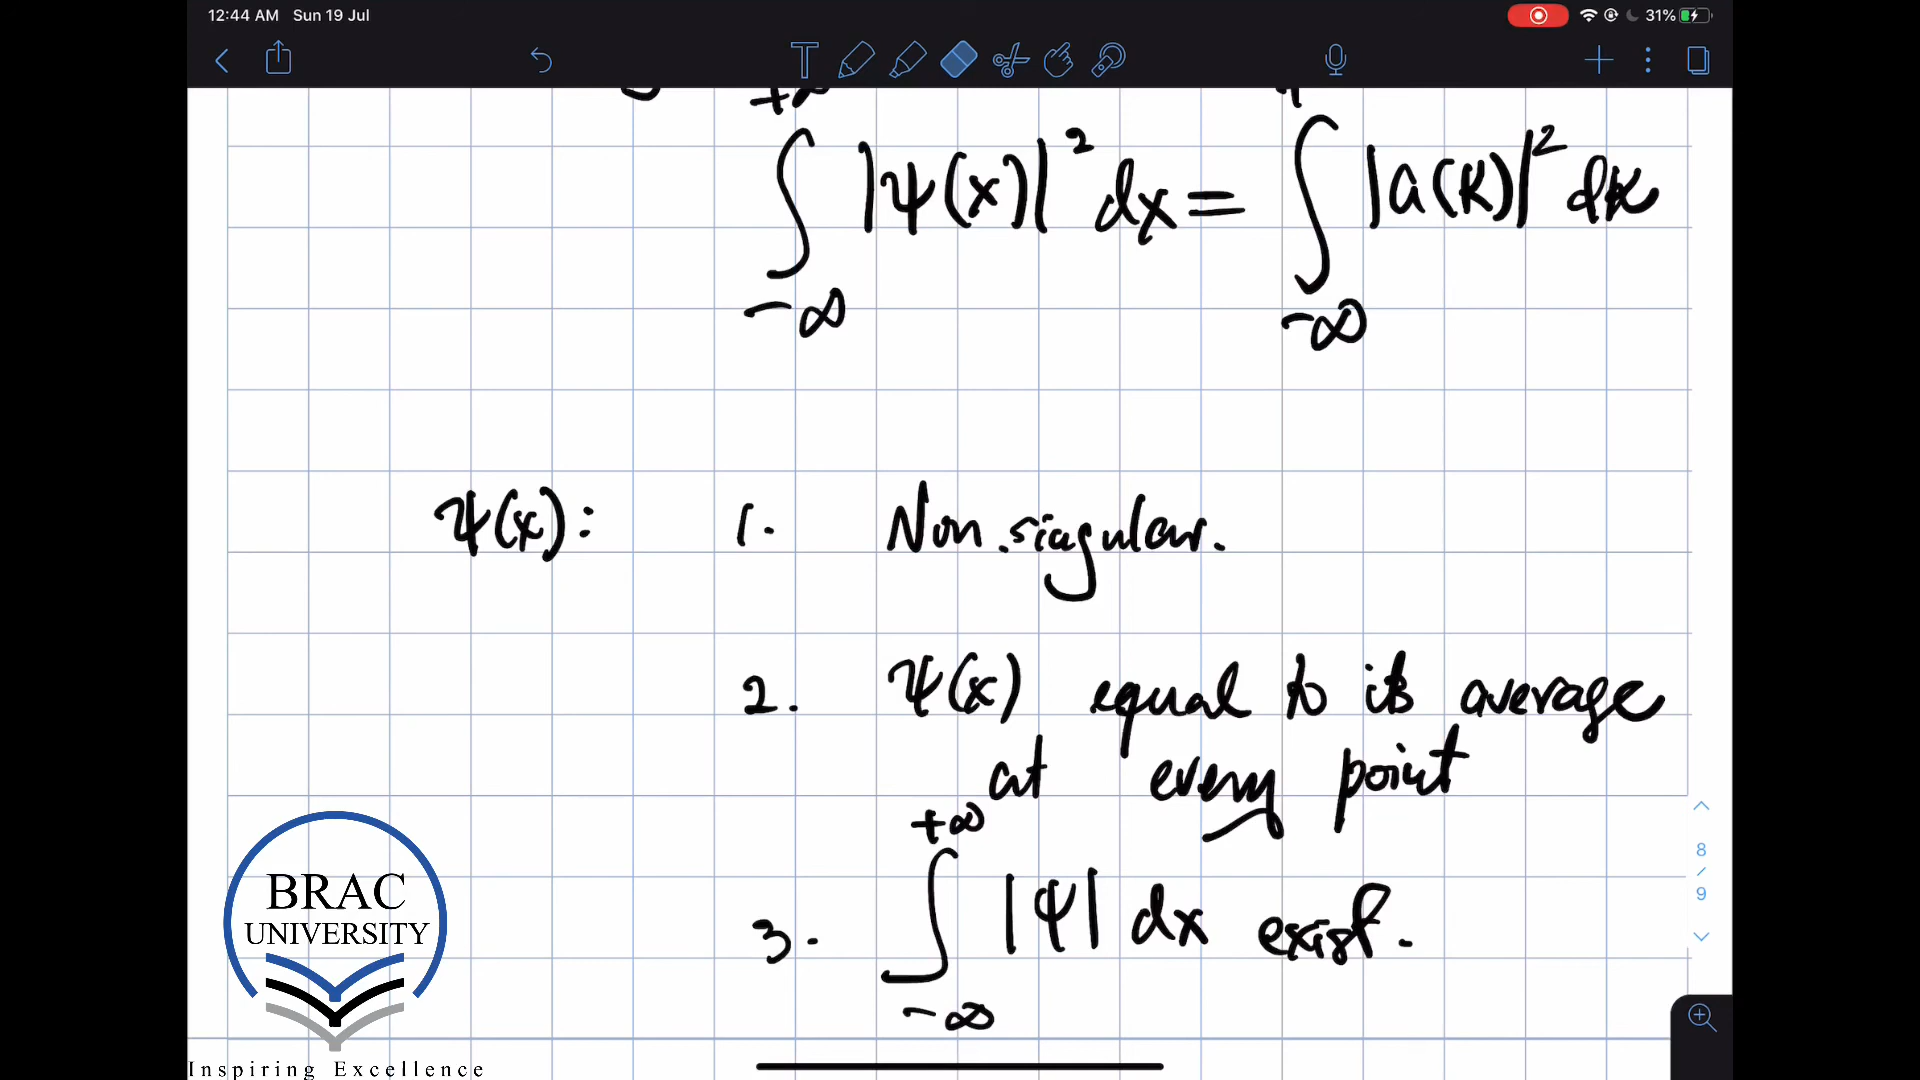 12:44 AM Sun 19 Jul
31%
+∞
∫ |ψ(x)|² dx = ∫ |a(k)|² dk
-∞ -∞
ψ(x): 1. Non.singular.
2. ψ(x) equal to its average
at every point
+∞
3. ∫ |ψ| dx exist.
-∞
8
/
9
BRAC
UNIVERSITY
Inspiring Excellence